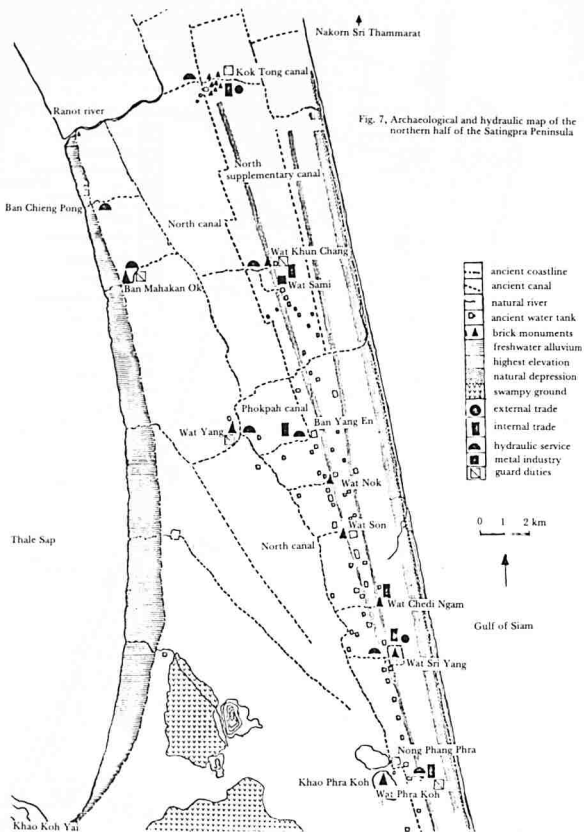 Nakorn Sri Thammarat
Kok Tong canal
Ranot river
Fig. 7, Archaeological and hydraulic map of the
northern half of the Satingpra Peninsula
North
supplementary canal
Ban Chieng Pong
North canal
Wat Khun Chang
Wat Sami
Ban Mahakan Ok
ancient coastline
ancient canal
natural river
ancient water tank
brick monuments
freshwater alluvium
highest elevation
natural depression
swampy ground
external trade
internal trade
hydraulic service
metal industry
guard duties
Phokpah canal
Wat Yang
Ban Yang En
Wat Nok
0 1 2 km
Wat Son
Thale Sap
North canal
Wat Chedi Ngam
Gulf of Siam
Wat Sri Yang
Nong Phang Phra
Khao Phra Koh
Wat Phra Koh
Khao Koh Yai